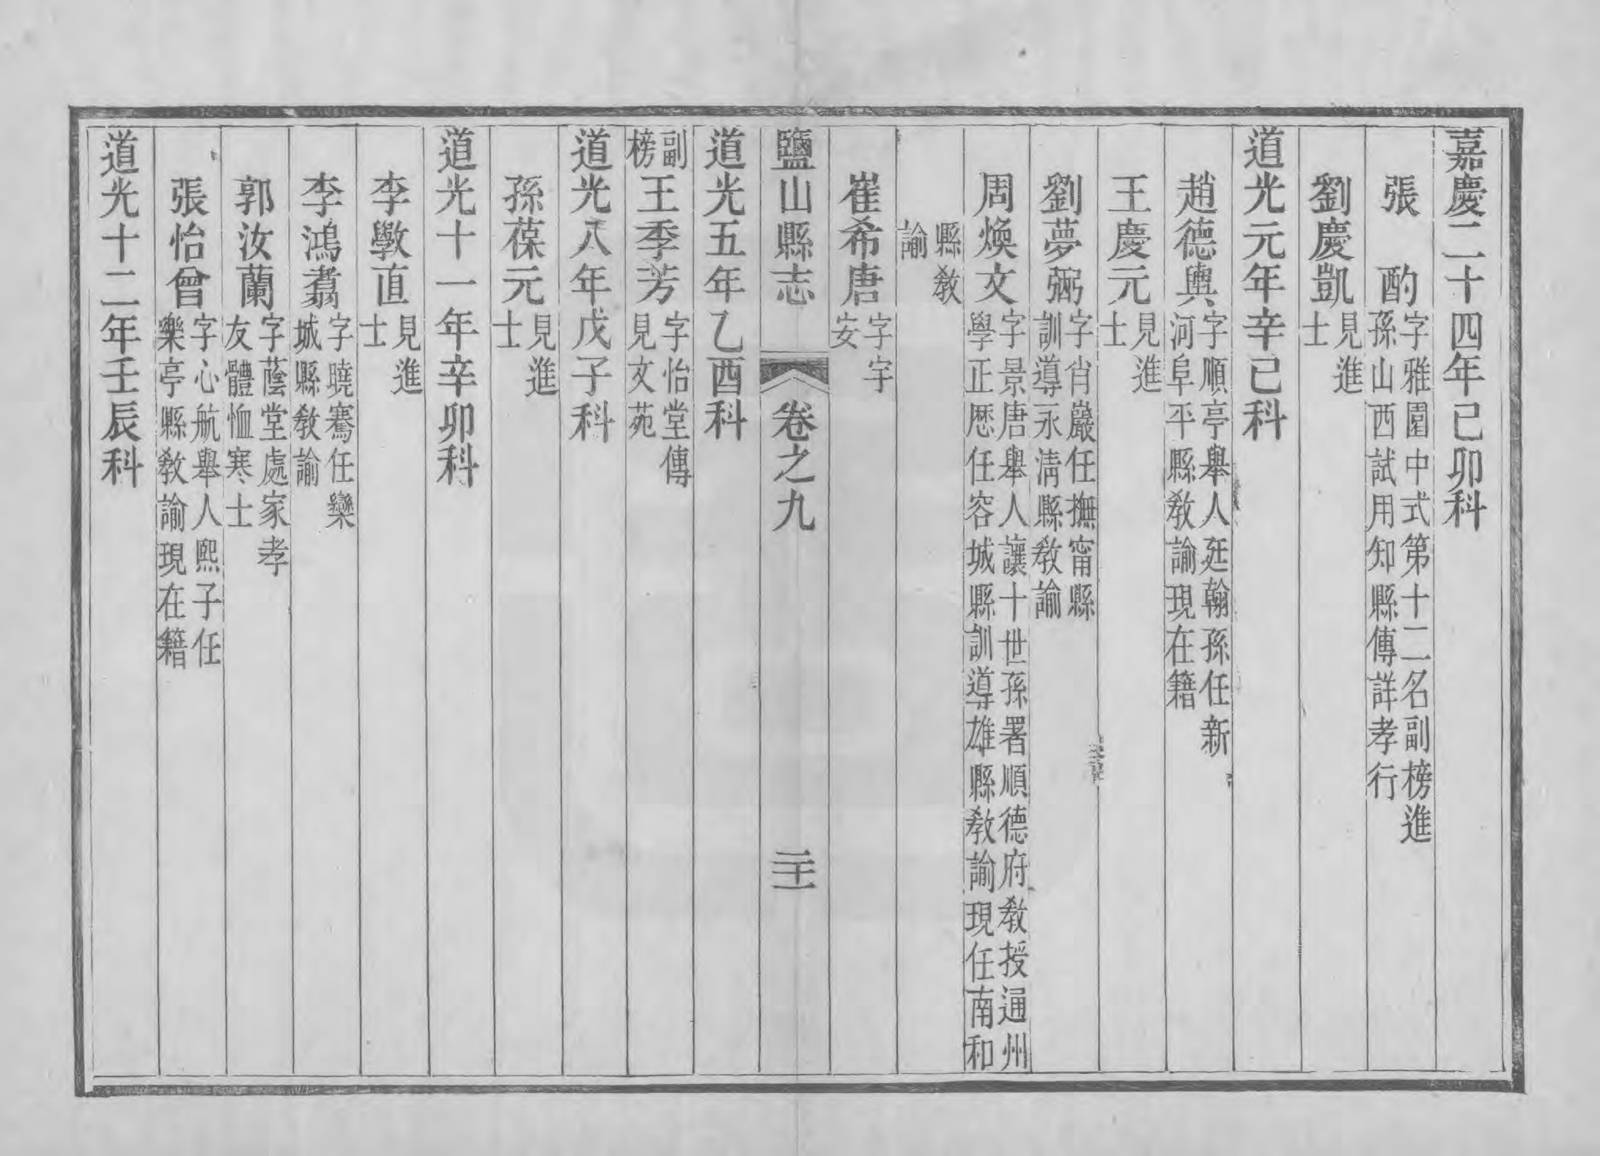 嘉慶二十四年己卯科
張　酌字雅園中式第十二名副榜進
孫山西試用知縣傳詳孝行
劉慶凱見進
士
道光元年辛巳科
趙德輿字順亭舉人廷翰孫任新
河阜平縣敎諭現在籍
王慶元見進
士
劉夢弼字肖巖任撫甯縣
訓導永清縣敎諭
周煥文字景唐舉人讓十世孫署順德府敎授通州
學正歷任容城縣訓導雄縣敎諭現任南和
縣敎
諭
崔希唐字宇
安
鹽山縣志　卷之九　二十一
道光五年乙酉科
副
榜
王季芳字怡堂傳
見文苑
道光八年戊子科
孫葆元見進
士
道光十一年辛卯科
李斆直見進
士
李鴻翥字曉騫任欒
城縣敎諭
郭汝蘭字蔭堂處家孝
友體恤寒士
張怡曾字心航舉人熙子任
樂亭縣敎諭現在籍
道光十二年壬辰科